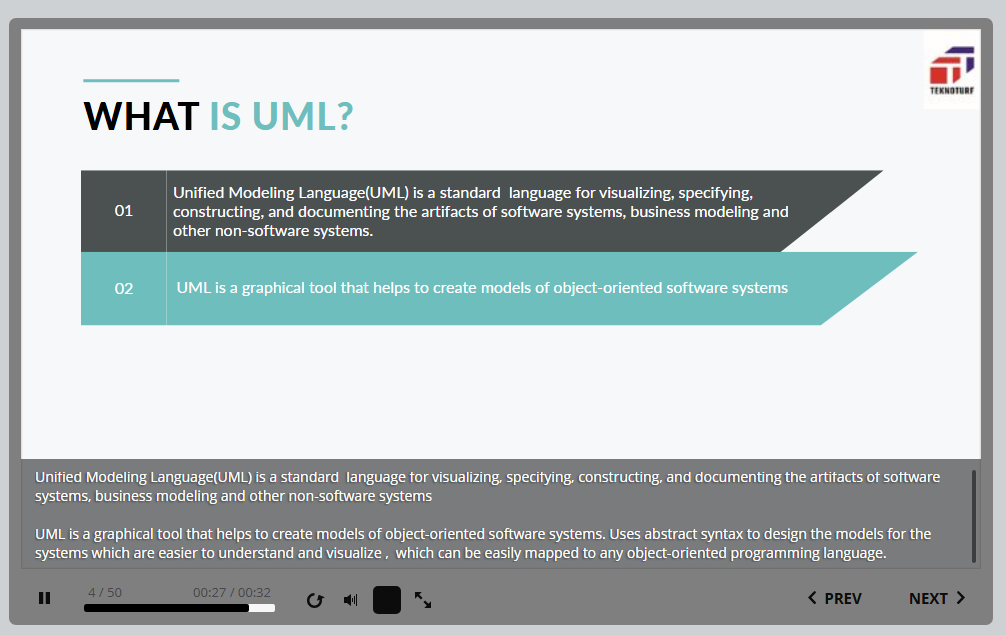 TEKNOTURF
WHAT IS UML?
01
Unified Modeling Language(UML) is a standard  language for visualizing, specifying,
constructing, and documenting the artifacts of software systems, business modeling and
other non-software systems.
02
UML is a graphical tool that helps to create models of object-oriented software systems
Unified Modeling Language(UML) is a standard  language for visualizing, specifying, constructing, and documenting the artifacts of software
systems, business modeling and other non-software systems
UML is a graphical tool that helps to create models of object-oriented software systems. Uses abstract syntax to design the models for the
systems which are easier to understand and visualize ,  which can be easily mapped to any object-oriented programming language.
4 / 50
00:27 / 00:32
PREV
NEXT